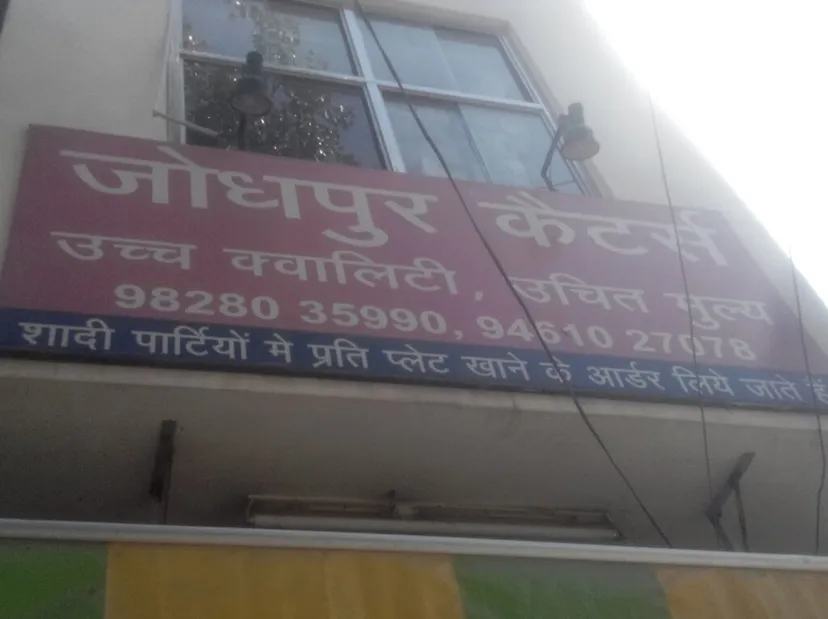 जोधपुर कैटर्स
उच्च क्वालिटी, उचित मुल्य
98280 35990, 94610 27078
शादी पार्टियों मे प्रति प्लेट खाने के आर्डर लिये जाते हैं